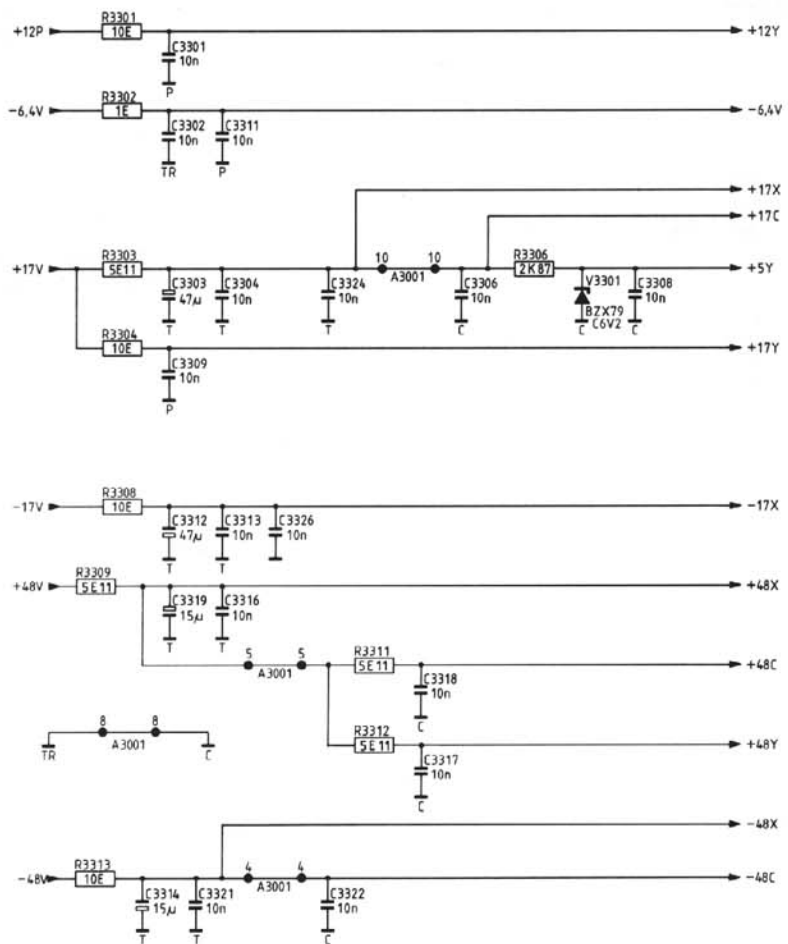 R3301
+12P 10E +12Y
C3301
10n
P
R3302
-6,4V 1E -6,4V
C3302 C3311
10n 10n
TR P
+17X
+17C
R3303 10 10 R3306
+17V 5E11 A3001 2K87 +5Y
C3303 C3304 C3324 C3306 V3301 C3308
47µ 10n 10n 10n BZX79 10n
T T T C C C6V2 C
R3304
10E +17Y
C3309
10n
P
R3308
-17V 10E -17X
C3312 C3313 C3326
47µ 10n 10n
T T
R3309
+48V 5E11 +48X
C3319 C3316
15µ 10n
T T
5 5 R3311
A3001 5E11 +48C
C3318
10n
C
8 8 R3312
TR A3001 C 5E11 +48Y
C3317
10n
C
-48X
R3313 4 4
-48V 10E A3001 -48C
C3314 C3321 C3322
15µ 10n 10n
T T C